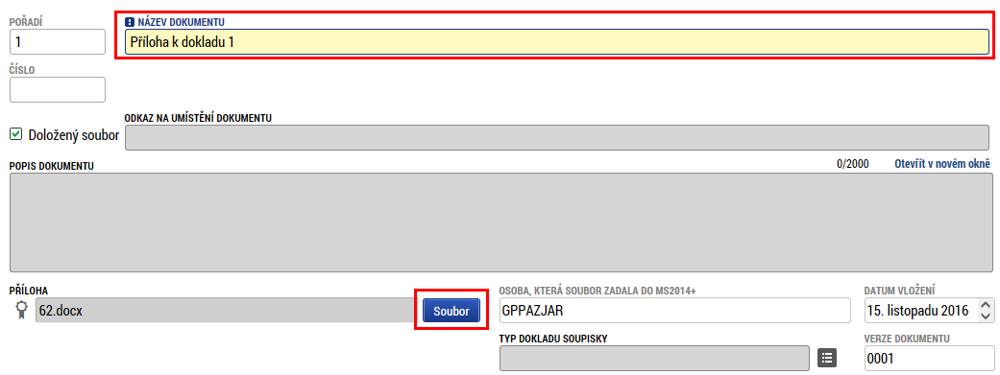 POŘADÍ
! NÁZEV DOKUMENTU
1
Příloha k dokladu 1
ČÍSLO
Doložený soubor
ODKAZ NA UMÍSTĚNÍ DOKUMENTU
POPIS DOKUMENTU
0/2000
Otevřít v novém okně
PŘÍLOHA
62.docx
Soubor
OSOBA, KTERÁ SOUBOR ZADALA DO MS2014+
GPPAZJAR
DATUM VLOŽENÍ
15. listopadu 2016
TYP DOKLADU SOUPISKY
VERZE DOKUMENTU
0001